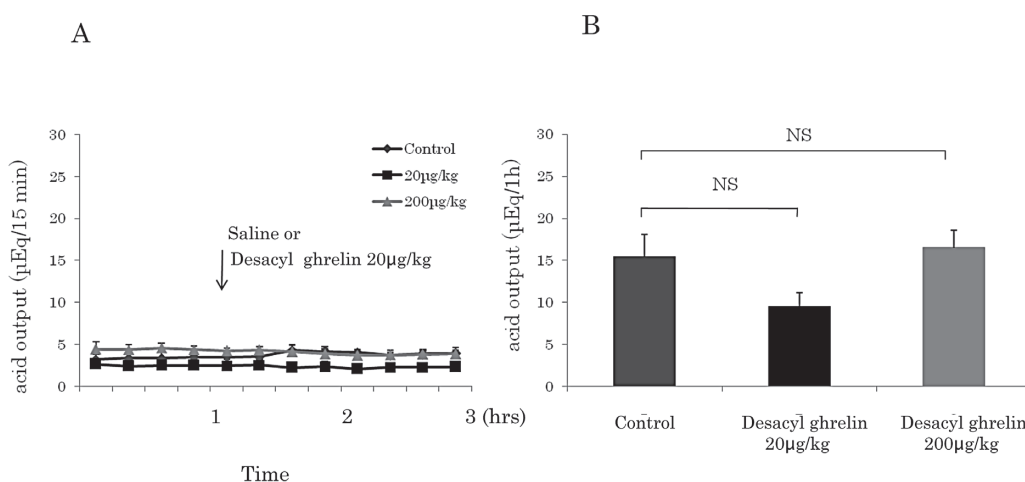 A
acid output (µEq/15 min)
30
25
20
15
10
5
0
Control
20µg/kg
200µg/kg
Saline or
Desacyl ghrelin 20µg/kg
1
2
3 (hrs)
Time
B
acid output (µEq/1h)
30
25
20
15
10
5
0
NS
NS
Control
Desacyl ghrelin
20µg/kg
Desacyl ghrelin
200µg/kg